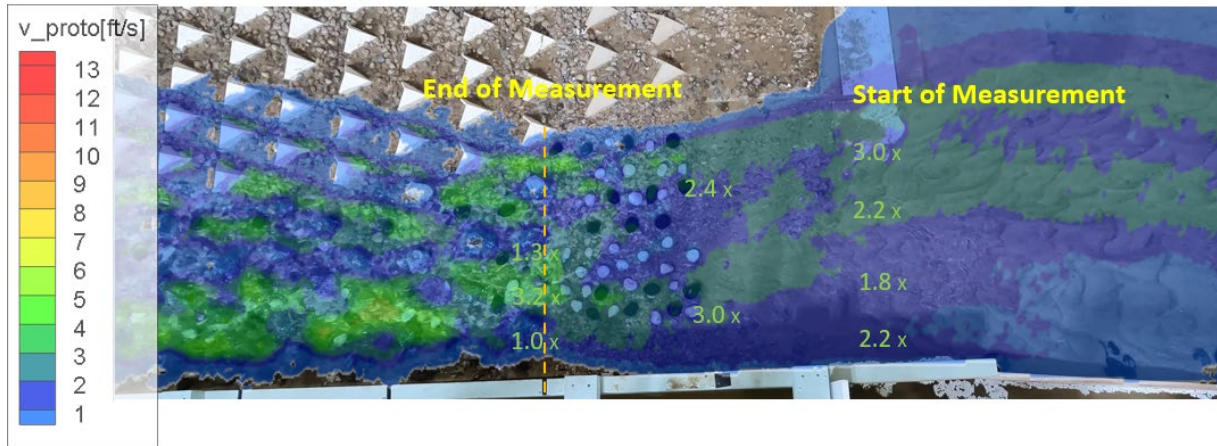 v_proto[ft/s]
13
12
11
10
9
8
7
6
5
4
3
2
1
End of Measurement
Start of Measurement
3.0 x
2.4 x
2.2 x
1.3 x
1.8 x
3.2 x
3.0 x
1.0 x
2.2 x